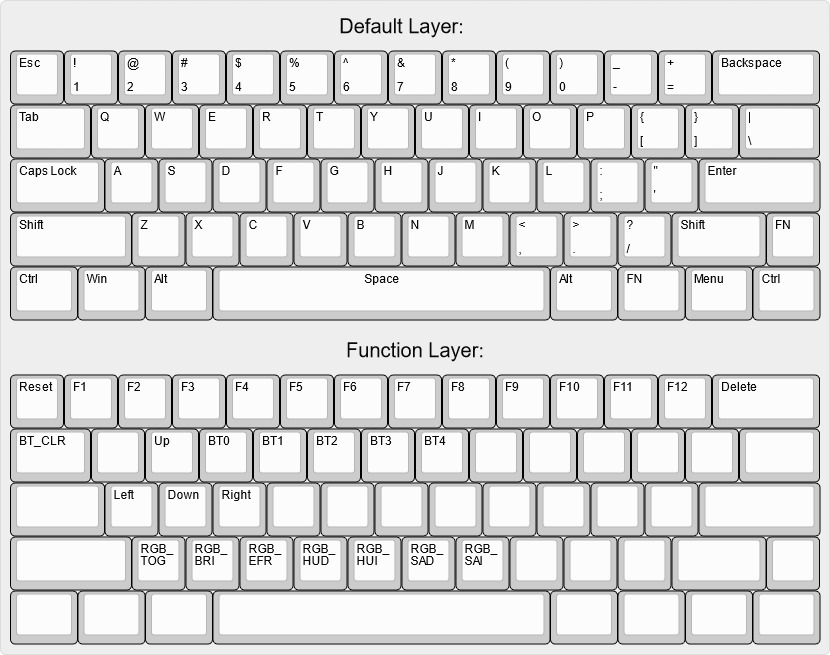 Default Layer:
Esc ! @ # $ % ^ & * ( ) _ + Backspace
1 2 3 4 5 6 7 8 9 0 - =
Tab Q W E R T Y U I O P { } |
[ ] \
Caps Lock A S D F G H J K L : " Enter
; '
Shift Z X C V B N M < > ? Shift FN
, . /
Ctrl Win Alt Space Alt FN Menu Ctrl
Function Layer:
Reset F1 F2 F3 F4 F5 F6 F7 F8 F9 F10 F11 F12 Delete
BT_CLR Up BT0 BT1 BT2 BT3 BT4
Left Down Right
RGB_ RGB_ RGB_ RGB_ RGB_ RGB_ RGB_
TOG BRI EFR HUD HUI SAD SAI